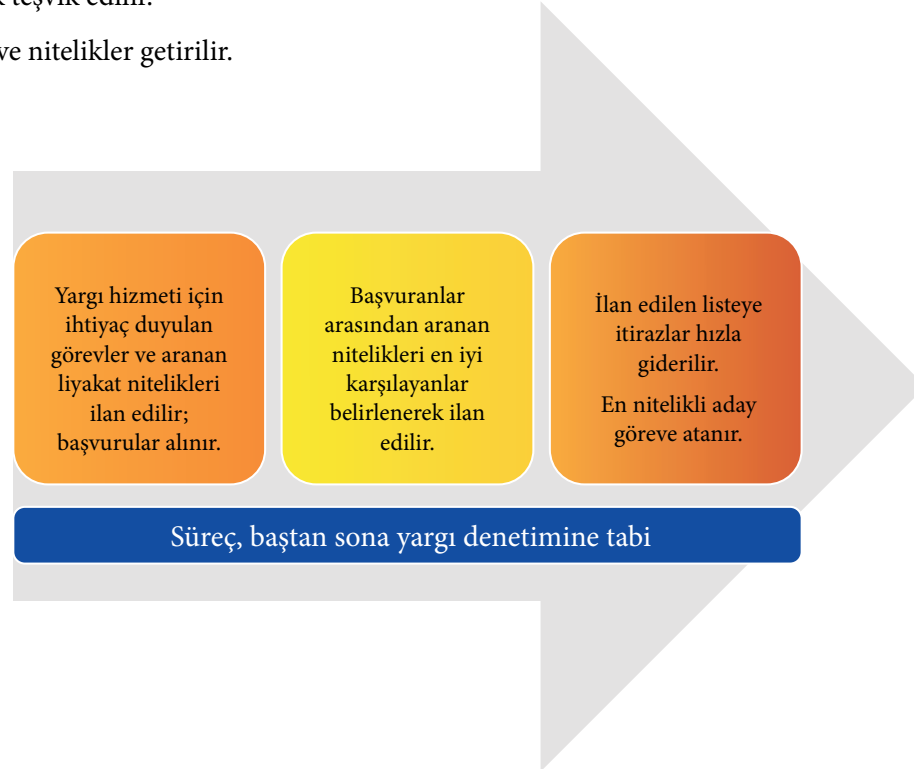 teşvik edilir.
ve nitelikler getirilir.
Yargı hizmeti için
ihtiyaç duyulan
görevler ve aranan
liyakat nitelikleri
ilan edilir;
başvurular alınır.
Başvuranlar
arasından aranan
nitelikleri en iyi
karşılayanlar
belirlenerek ilan
edilir.
İlan edilen listeye
itirazlar hızla
giderilir.
En nitelikli aday
göreve atanır.
Süreç, baştan sona yargı denetimine tabi